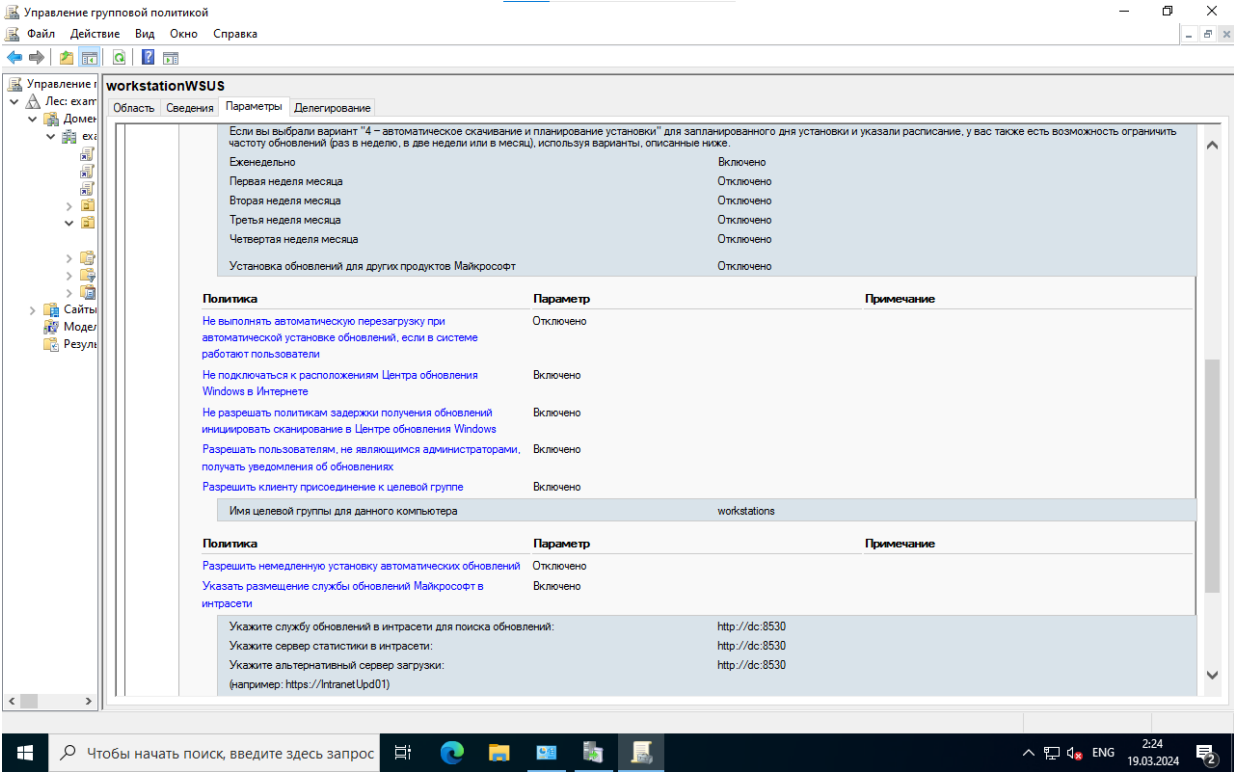 Управление групповой политикой
Файл Действие Вид Окно Справка
workstationWSUS
Управление г
Область Сведения Параметры Делегирование
Лес: exam
Домен
exa
Сайты
Модел
Резуль
Если вы выбрали вариант "4 – автоматическое скачивание и планирование установки" для запланированного дня установки и указали расписание, у вас также есть возможность ограничить
частоту обновлений (раз в неделю, в две недели или в месяц), используя варианты, описанные ниже.
Еженедельно Включено
Первая неделя месяца Отключено
Вторая неделя месяца Отключено
Третья неделя месяца Отключено
Четвертая неделя месяца Отключено
Установка обновлений для других продуктов Майкрософт Отключено
Политика Параметр Примечание
Не выполнять автоматическую перезагрузку при Отключено
автоматической установке обновлений, если в системе
работают пользователи
Не подключаться к расположениям Центра обновления Включено
Windows в Интернете
Не разрешать политикам задержки получения обновлений Включено
инициировать сканирование в Центре обновления Windows
Разрешать пользователям, не являющимся администраторами, Включено
получать уведомления об обновлениях
Разрешить клиенту присоединение к целевой группе Включено
Имя целевой группы для данного компьютера workstations
Политика Параметр Примечание
Разрешить немедленную установку автоматических обновлений Отключено
Указать размещение службы обновлений Майкрософт в Включено
интрасети
Укажите службу обновлений в интрасети для поиска обновлений: http://dc:8530
Укажите сервер статистики в интрасети: http://dc:8530
Укажите альтернативный сервер загрузки: http://dc:8530
(например: https://IntranetUpd01)
Чтобы начать поиск, введите здесь запрос
ENG
2:24
19.03.2024
2